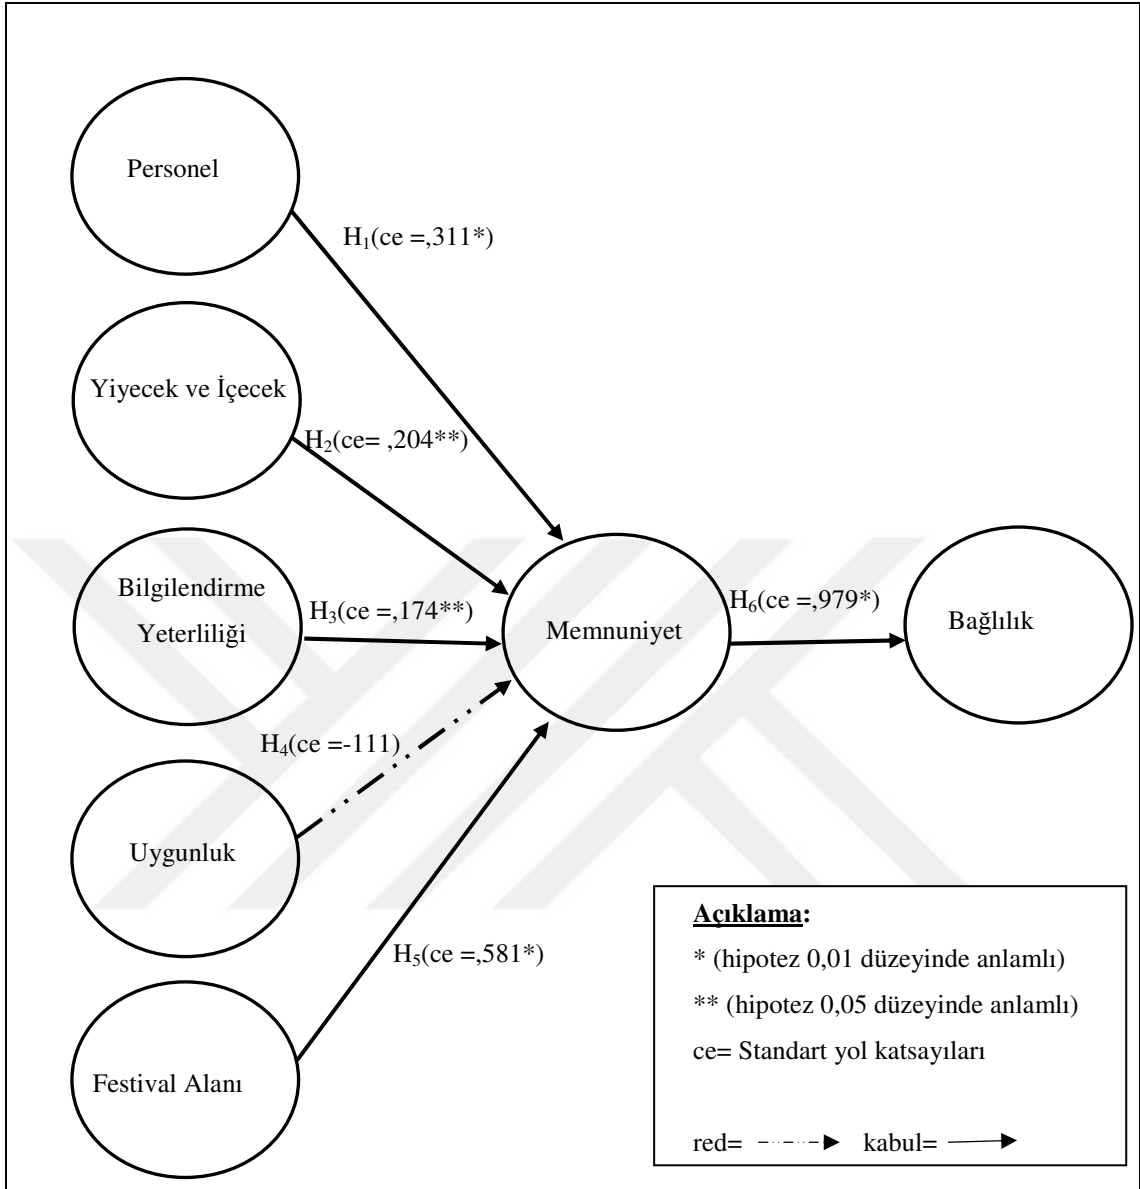 Personel
H1(ce =,311*)
Yiyecek ve İçecek
H2(ce= ,204**)
Bilgilendirme
Yeterliliği
H3(ce =,174**)
Memnuniyet
H6(ce =,979*)
Bağlılık
H4(ce =-111)
Uygunluk
H5(ce =,581*)
Festival Alanı
Açıklama:
* (hipotez 0,01 düzeyinde anlamlı)
** (hipotez 0,05 düzeyinde anlamlı)
ce= Standart yol katsayıları
red= kabul=